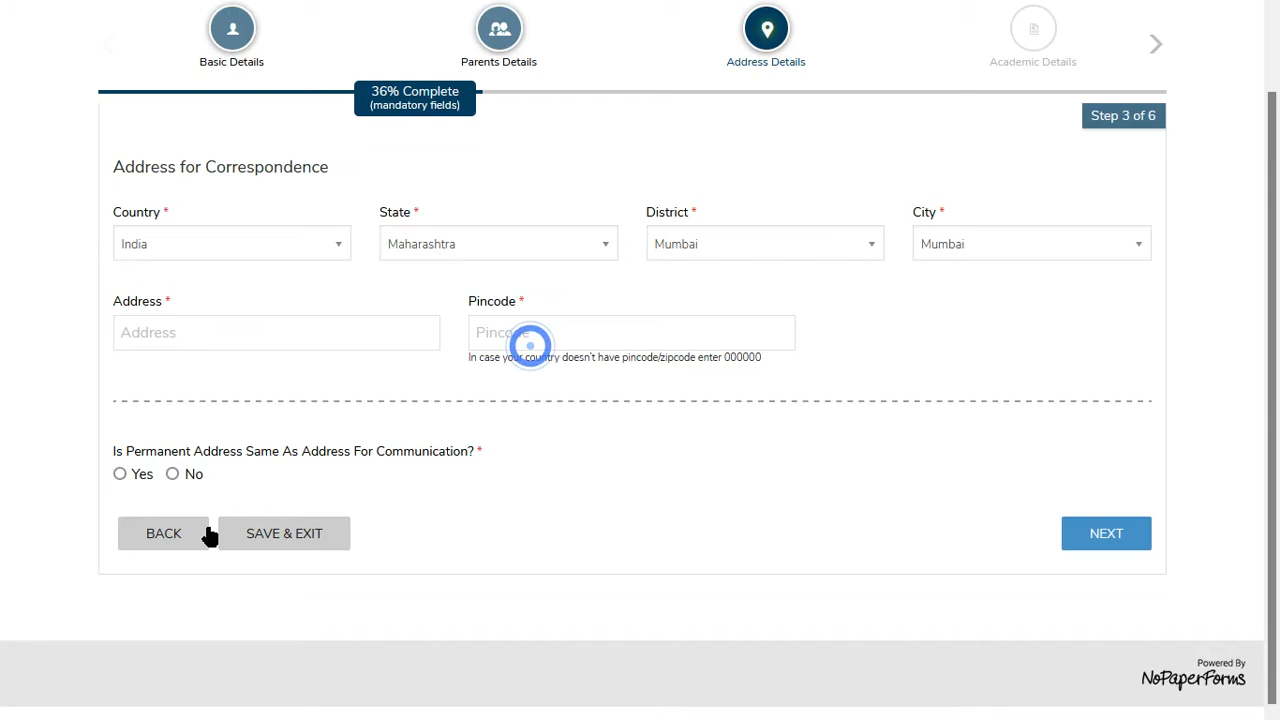 Basic Details
Parents Details
Address Details
Academic Details
36% Complete
(mandatory fields)
Step 3 of 6
Address for Correspondence
Country * State * District * City *
India Maharashtra Mumbai Mumbai
Address * Pincode *
Address Pincode
In case your country doesn't have pincode/zipcode enter 000000
Is Permanent Address Same As Address For Communication? *
Yes No
BACK SAVE & EXIT NEXT
Powered By
NoPaperForms